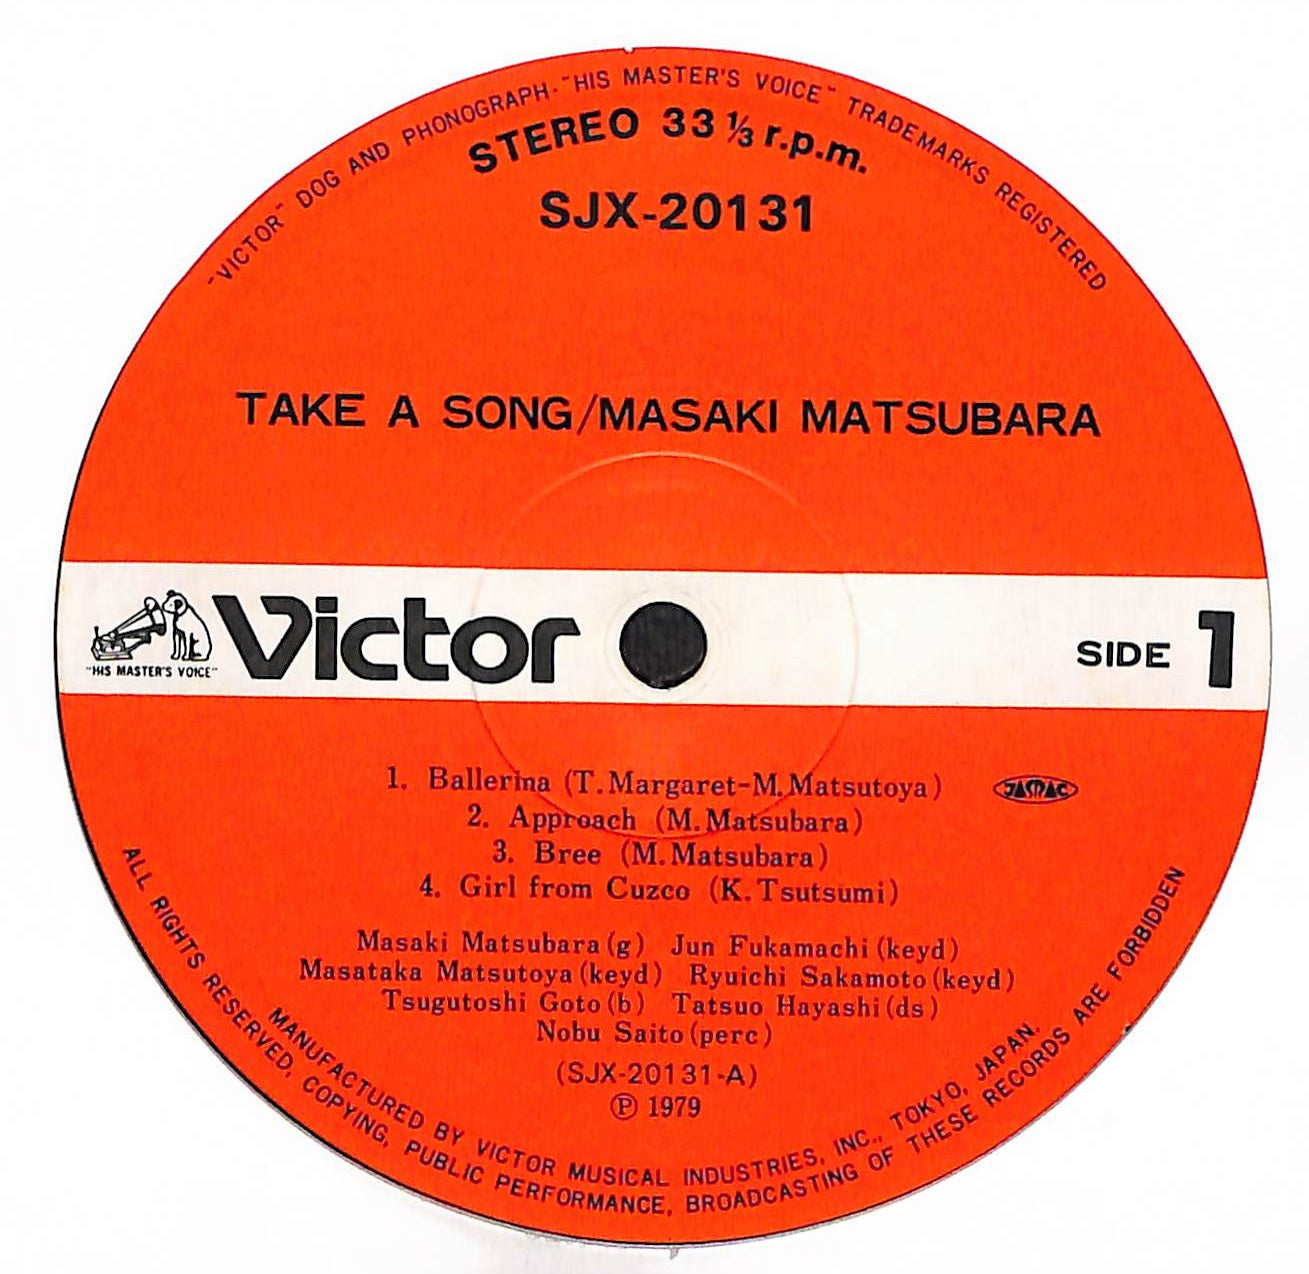 "VICTOR" DOG AND PHONOGRAPH-"HIS MASTER'S VOICE" TRADEMARKS REGISTERED
STEREO 33 ⅓ r.p.m.
SJX-20131
TAKE A SONG/MASAKI MATSUBARA
"HIS MASTER'S VOICE"
Victor
SIDE 1
1. Ballerina (T. Margaret-M. Matsutoya)
JASRAC
2. Approach (M. Matsubara)
3. Bree (M. Matsubara)
4. Girl from Cuzco (K. Tsutsumi)
Masaki Matsubara (g) Jun Fukamachi (keyd)
Masataka Matsutoya (keyd) Ryuichi Sakamoto (keyd)
Tsugutoshi Goto (b) Tatsuo Hayashi (ds)
Nobu Saito (perc)
(SJX-20131-A)
Ⓟ 1979
MANUFACTURED BY VICTOR MUSICAL INDUSTRIES, INC., TOKYO, JAPAN.
ALL RIGHTS RESERVED, COPYING, PUBLIC PERFORMANCE, BROADCASTING OF THESE RECORDS ARE FORBIDDEN